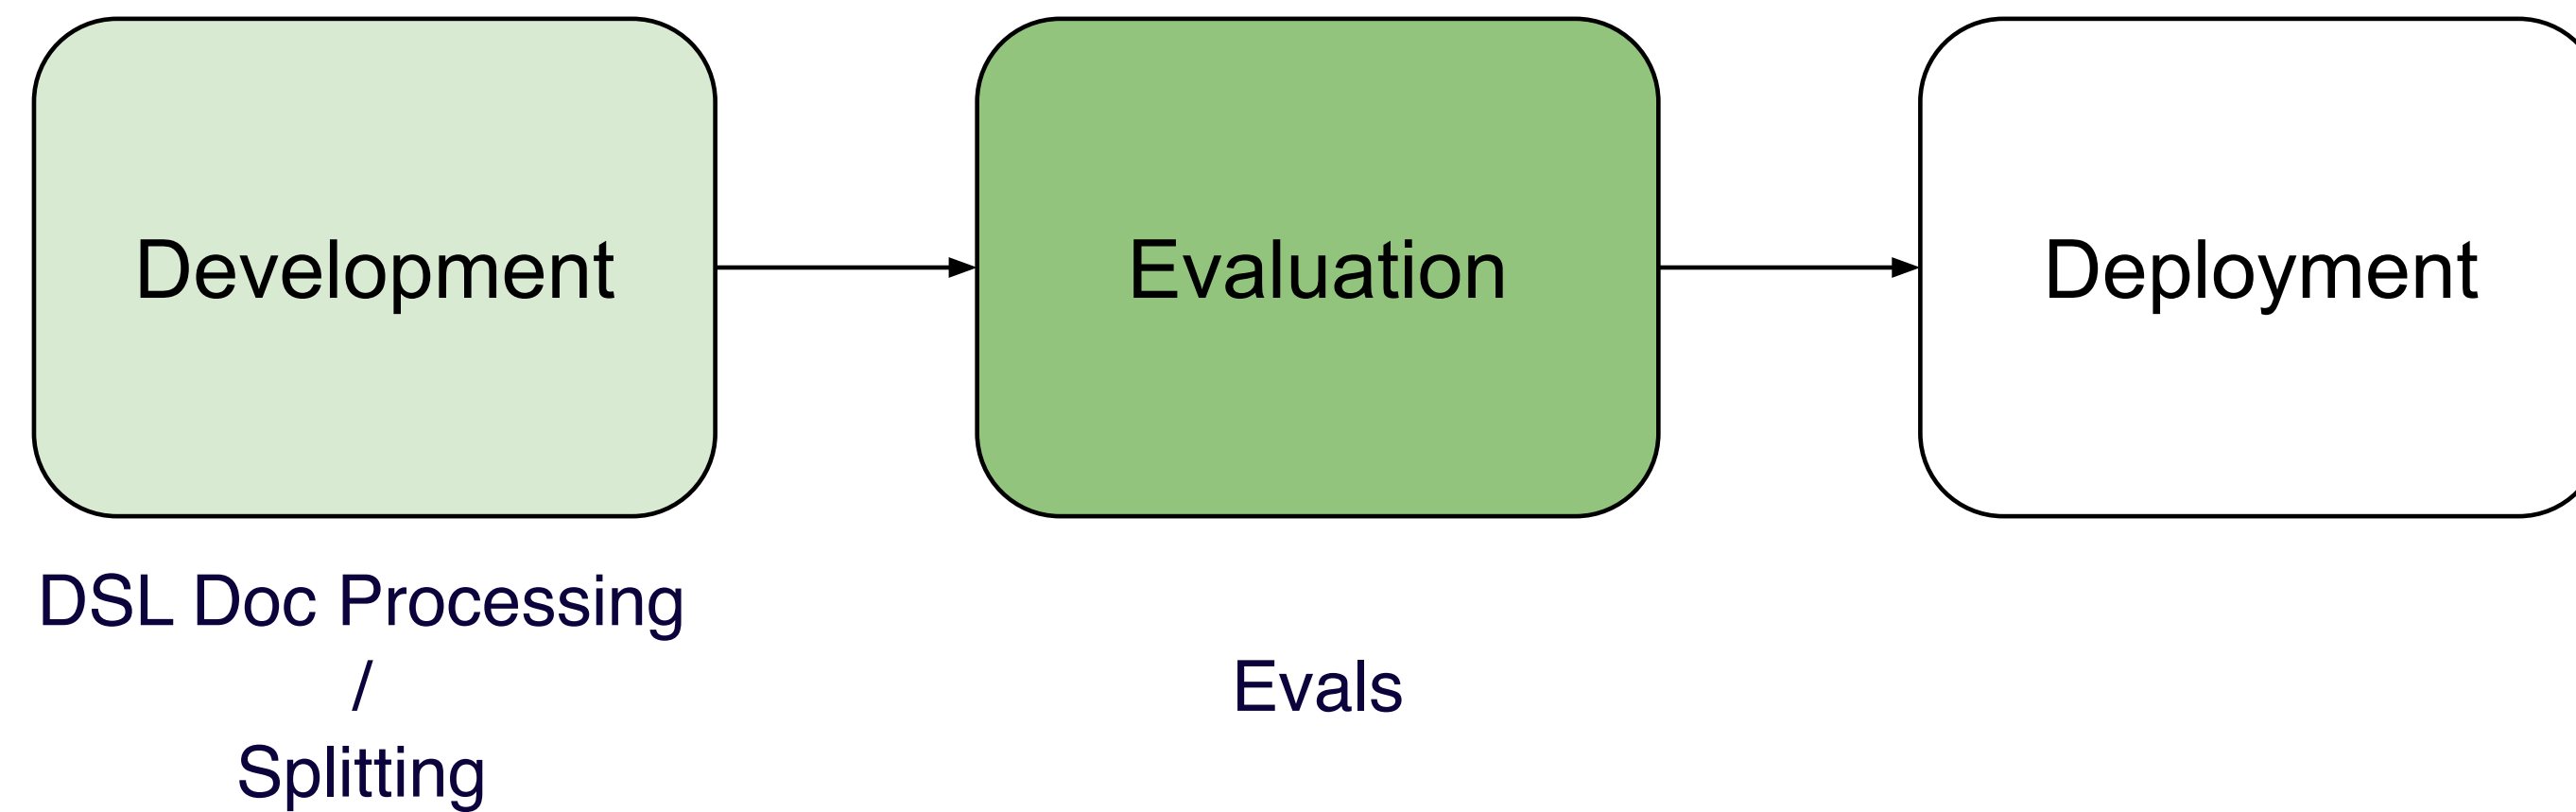 Development
Evaluation
Deployment
DSL Doc Processing
/
Splitting
Evals